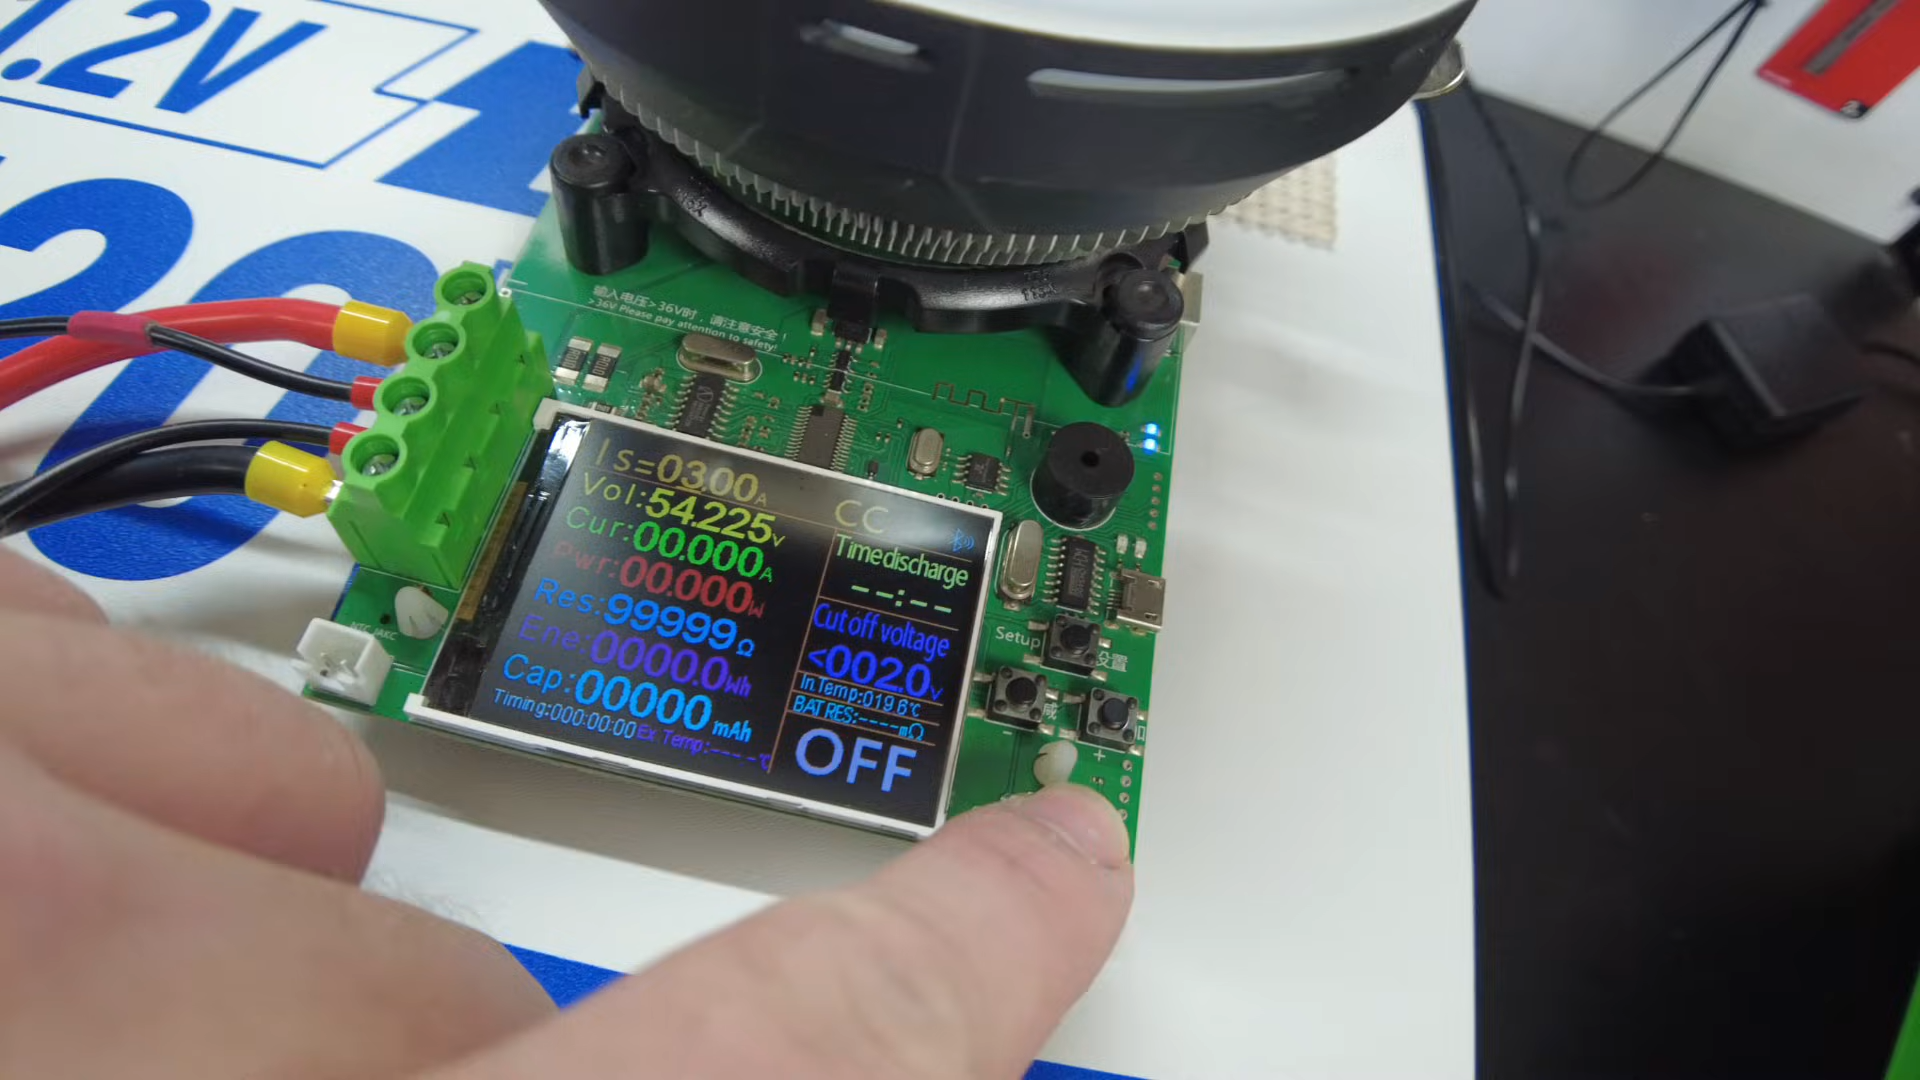 1.2V
20
输入电压>36V时，请注意安全！
>36V Please pay attention to safety!
Is=03.00A
CC
Vol:54.225V
Cur:00.000A
Pwr:00.000W
Res:99999Ω
Ene:0000.0Wh
Cap:00000mAh
Timing:000:00:00
Ex Temp:----℃
Time discharge
--:--
Cut off voltage
<002.0V
In.Temp:019.6℃
BAT RES:----mΩ
OFF
Setup
设置
-
+